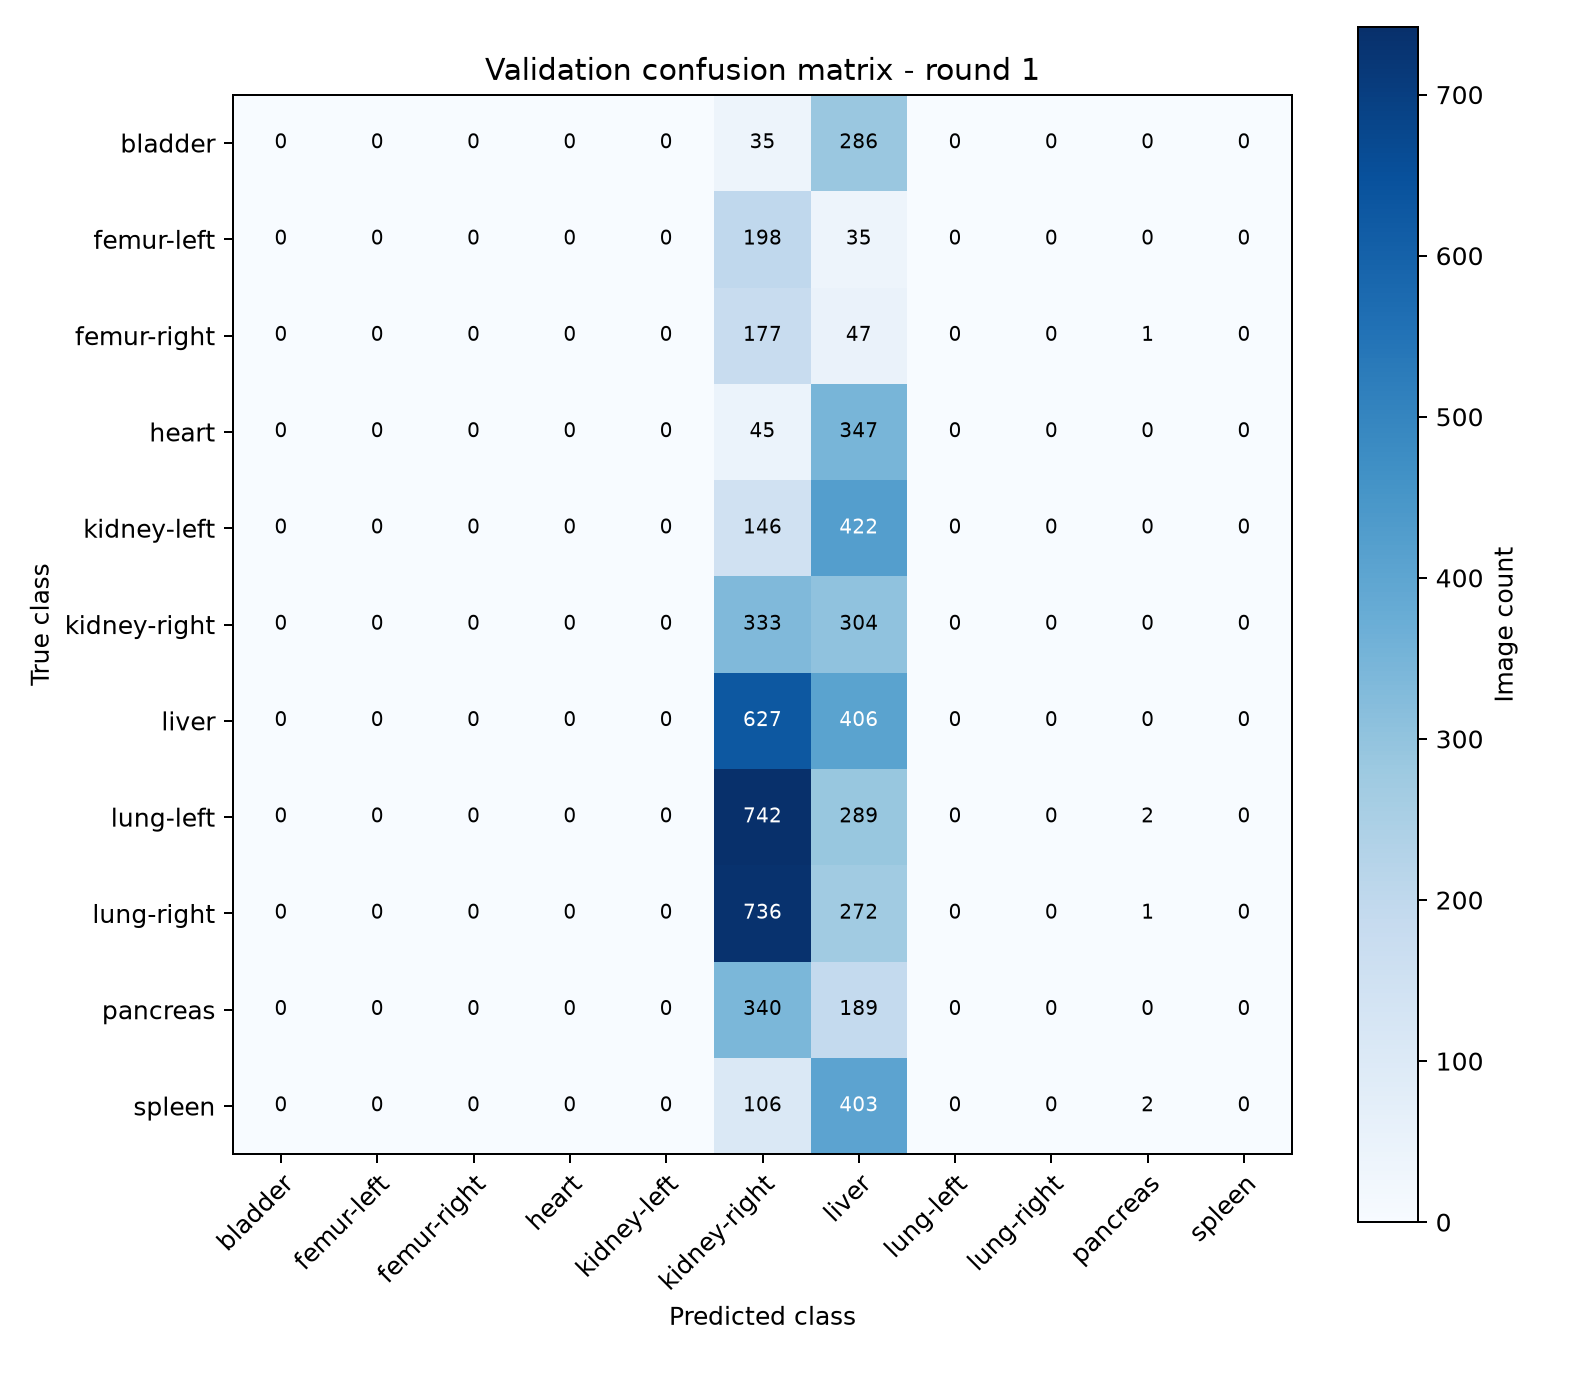 Validation confusion matrix - round 1
bladder 0 0 0 0 0 35 286 0 0 0 0
femur-left 0 0 0 0 0 198 35 0 0 0 0
femur-right 0 0 0 0 0 177 47 0 0 1 0
heart 0 0 0 0 0 45 347 0 0 0 0
kidney-left 0 0 0 0 0 146 422 0 0 0 0
kidney-right 0 0 0 0 0 333 304 0 0 0 0
liver 0 0 0 0 0 627 406 0 0 0 0
lung-left 0 0 0 0 0 742 289 0 0 2 0
lung-right 0 0 0 0 0 736 272 0 0 1 0
pancreas 0 0 0 0 0 340 189 0 0 0 0
spleen 0 0 0 0 0 106 403 0 0 2 0
True class
bladder femur-left femur-right heart kidney-left kidney-right liver lung-left lung-right pancreas spleen
Predicted class
700
600
500
400
300
200
100
0
Image count